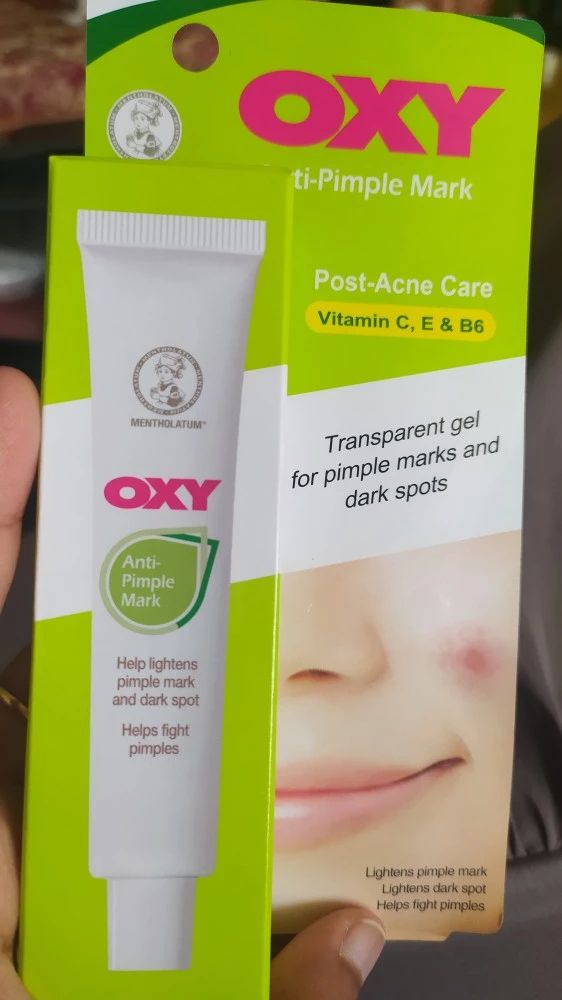 OXY
ti-Pimple Mark
Post-Acne Care
Vitamin C, E & B6
Transparent gel
for pimple marks and
dark spots
MENTHOLATUM
OXY
Anti-
Pimple
Mark
Help lightens
pimple mark
and dark spot
Helps fight
pimples
Lightens pimple mark
Lightens dark spot
Helps fight pimples